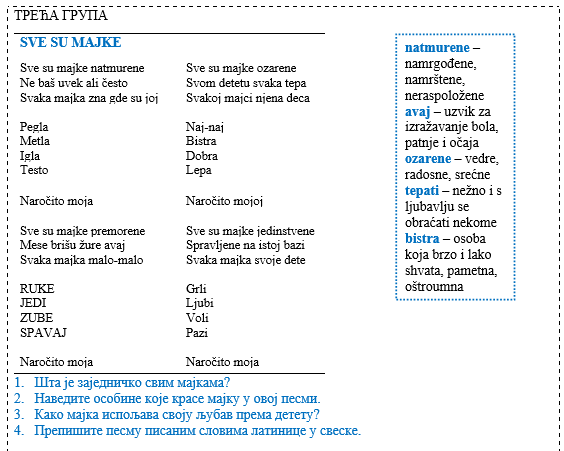 ТРЕЋА ГРУПА
SVE SU MAJKE
Sve su majke natmurene
Ne baš uvek ali često
Svaka majka zna gde su joj
Pegla
Metla
Igla
Testo
Naročito moja
Sve su majke premorene
Mese brišu žure avaj
Svaka majka malo-malo
RUKE
JEDI
ZUBE
SPAVAJ
Naročito moja
Sve su majke ozarene
Svom detetu svaka tepa
Svakoj majci njena deca
Naj-naj
Bistra
Dobra
Lepa
Naročito mojoj
Sve su majke jedinstvene
Spravljene na istoj bazi
Svaka majka svoje dete
Grli
Ljubi
Voli
Pazi
Naročito moja
natmurene –
namrgođene,
namrštene,
neraspoložene
avaj – uzvik za
izražavanje bola,
patnje i očaja
ozarene – vedre,
radosne, srećne
tepati – nežno i s
ljubavlju se
obraćati nekome
bistra – osoba
koja brzo i lako
shvata, pametna,
oštroumna
1. Шта је заједничко свим мајкама?
2. Наведите особине које красе мајку у овој песми.
3. Како мајка испољава своју љубав према детету?
4. Препишите песму писаним словима латинице у свеске.